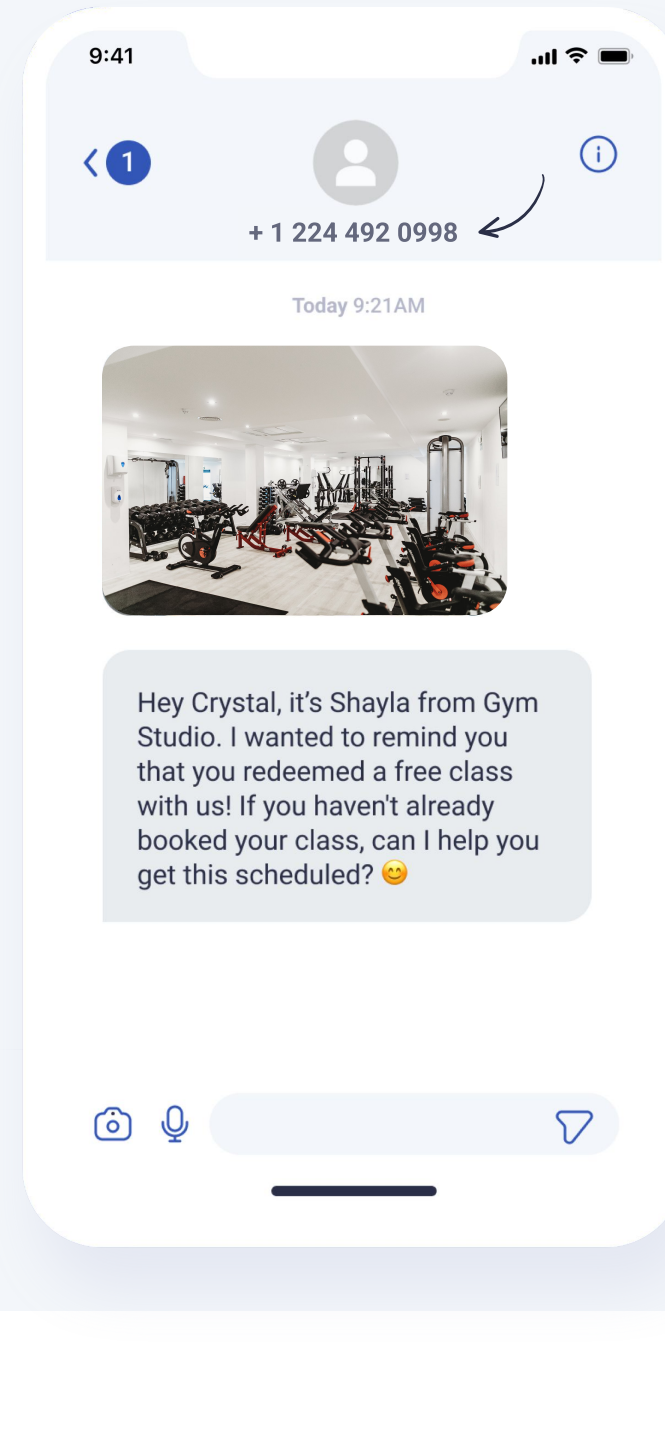 9:41
1
+ 1 224 492 0998
Today 9:21AM
Hey Crystal, it’s Shayla from Gym
Studio. I wanted to remind you
that you redeemed a free class
with us! If you haven't already
booked your class, can I help you
get this scheduled? 😊